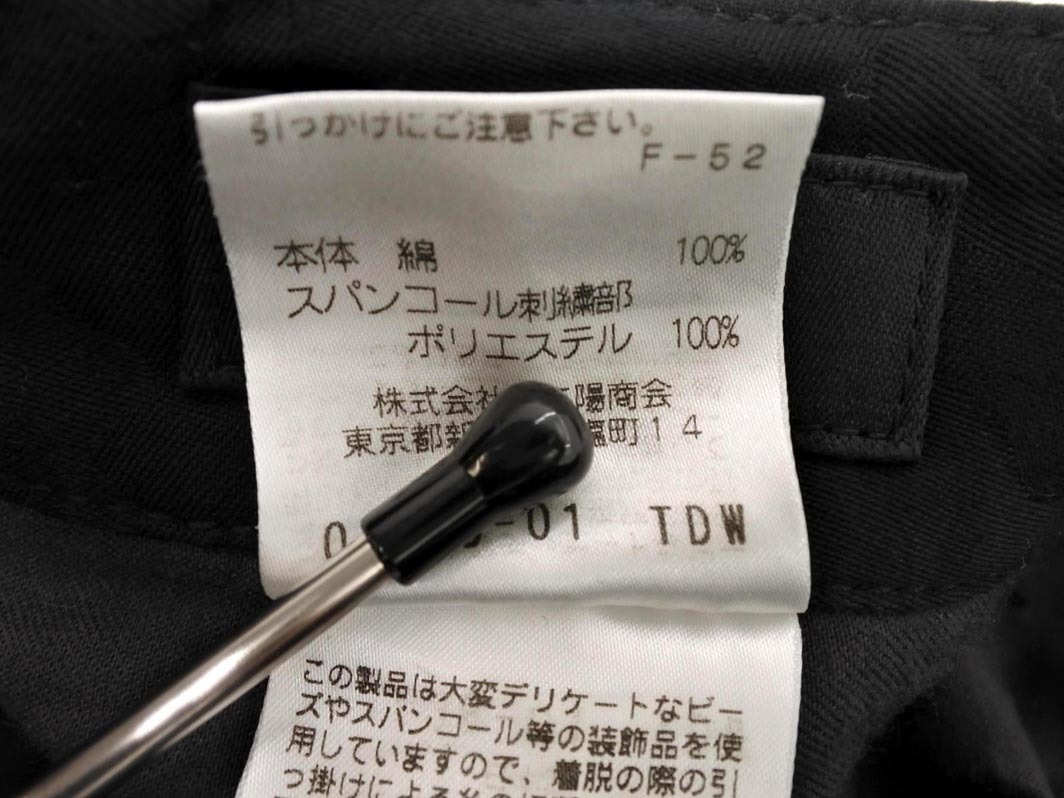 引っかけにご注意下さい。
F-52
本体 綿 100%
スパンコール刺繍部
ポリエステル 100%
株式会 陽商会
東京都新 町14
-01 TDW
この製品は大変デリケートなビー
ズやスパンコール等の装飾品を使
用していますので、着脱の際の引
っ掛けによる糸の